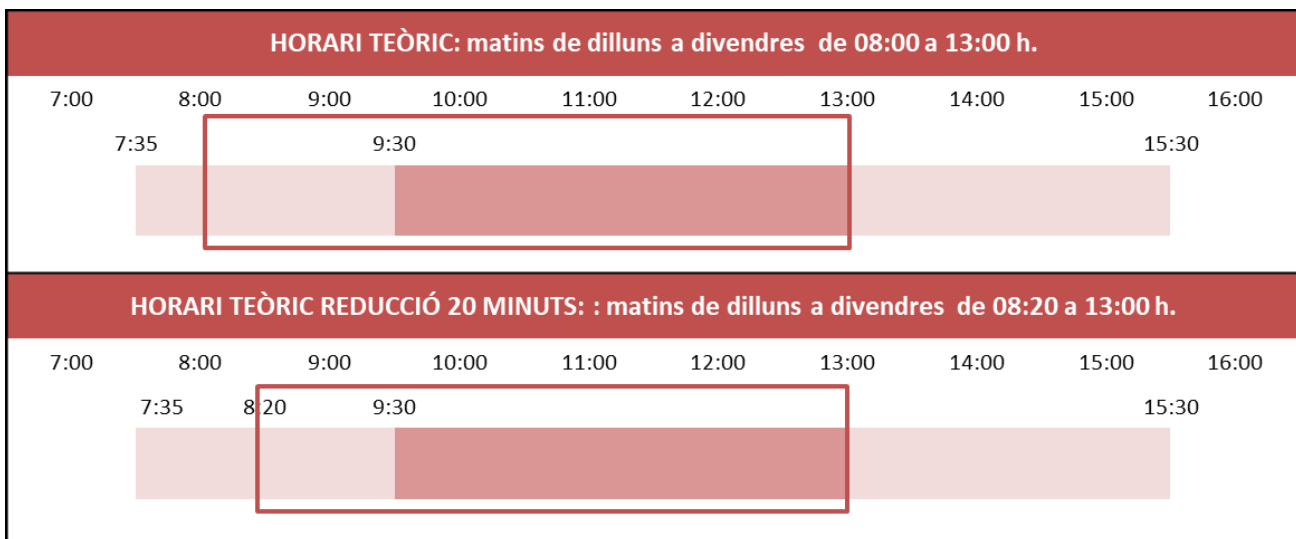 HORARI TEÒRIC: matins de dilluns a divendres de 08:00 a 13:00 h.
7:00 8:00 9:00 10:00 11:00 12:00 13:00 14:00 15:00 16:00
7:35 9:30 15:30
HORARI TEÒRIC REDUCCIÓ 20 MINUTS: : matins de dilluns a divendres de 08:20 a 13:00 h.
7:00 8:00 9:00 10:00 11:00 12:00 13:00 14:00 15:00 16:00
7:35 8:20 9:30 15:30